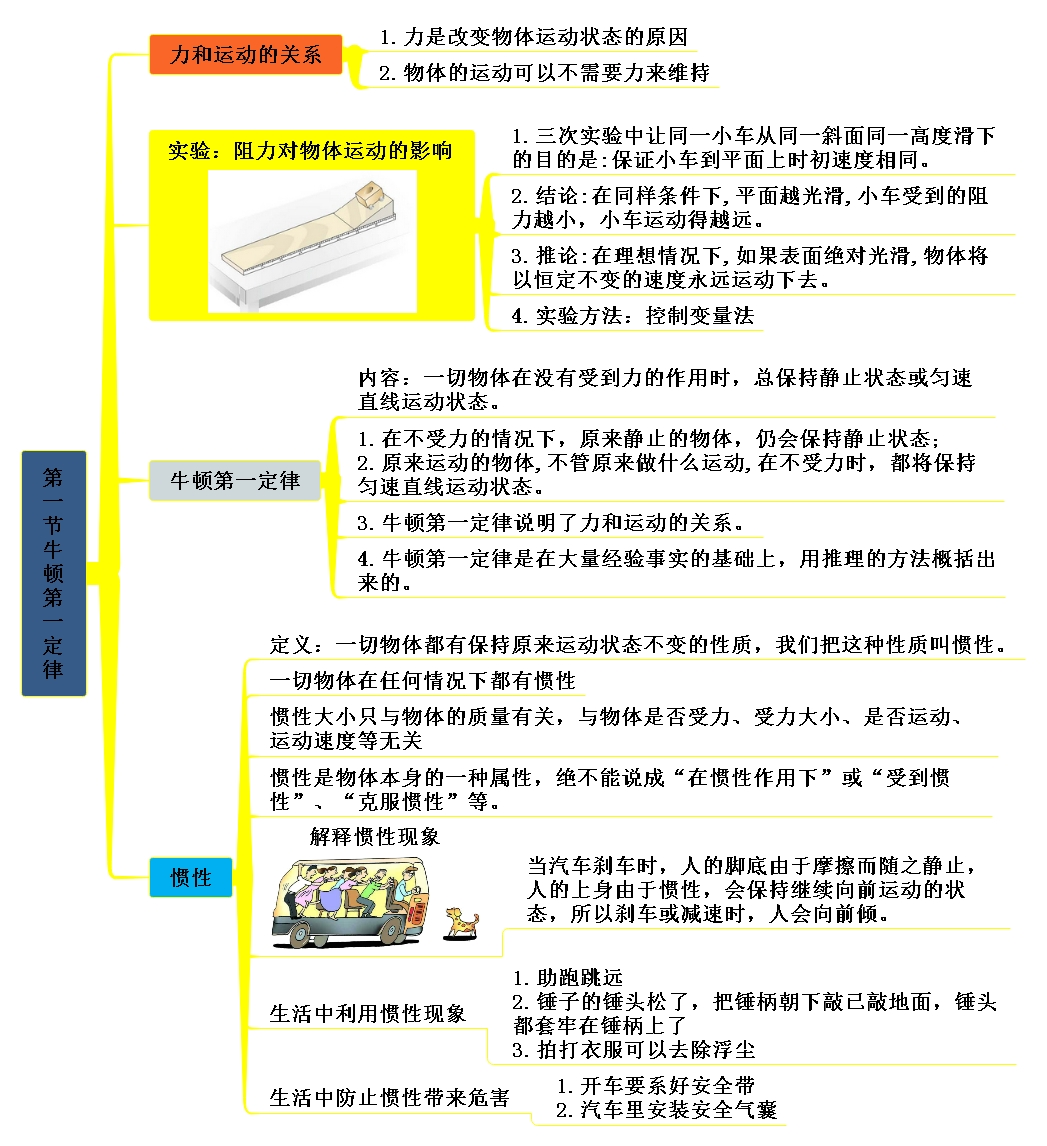 第一节牛顿第一定律
力和运动的关系
1.力是改变物体运动状态的原因
2.物体的运动可以不需要力来维持
实验：阻力对物体运动的影响
1.三次实验中让同一小车从同一斜面同一高度滑下
的目的是:保证小车到平面上时初速度相同。
2.结论:在同样条件下,平面越光滑,小车受到的阻
力越小，小车运动得越远。
3.推论:在理想情况下,如果表面绝对光滑,物体将
以恒定不变的速度永远运动下去。
4.实验方法：控制变量法
牛顿第一定律
内容：一切物体在没有受到力的作用时，总保持静止状态或匀速
直线运动状态。
1.在不受力的情况下，原来静止的物体，仍会保持静止状态;
2.原来运动的物体,不管原来做什么运动,在不受力时，都将保持
匀速直线运动状态。
3.牛顿第一定律说明了力和运动的关系。
4.牛顿第一定律是在大量经验事实的基础上，用推理的方法概括出
来的。
惯性
定义：一切物体都有保持原来运动状态不变的性质，我们把这种性质叫惯性。
一切物体在任何情况下都有惯性
惯性大小只与物体的质量有关，与物体是否受力、受力大小、是否运动、
运动速度等无关
惯性是物体本身的一种属性，绝不能说成“在惯性作用下”或“受到惯
性”、“克服惯性”等。
解释惯性现象
当汽车刹车时，人的脚底由于摩擦而随之静止，
人的上身由于惯性，会保持继续向前运动的状
态，所以刹车或减速时，人会向前倾。
生活中利用惯性现象
1.助跑跳远
2.锤子的锤头松了，把锤柄朝下敲已敲地面，锤头
都套牢在锤柄上了
3.拍打衣服可以去除浮尘
生活中防止惯性带来危害
1.开车要系好安全带
2.汽车里安装安全气囊